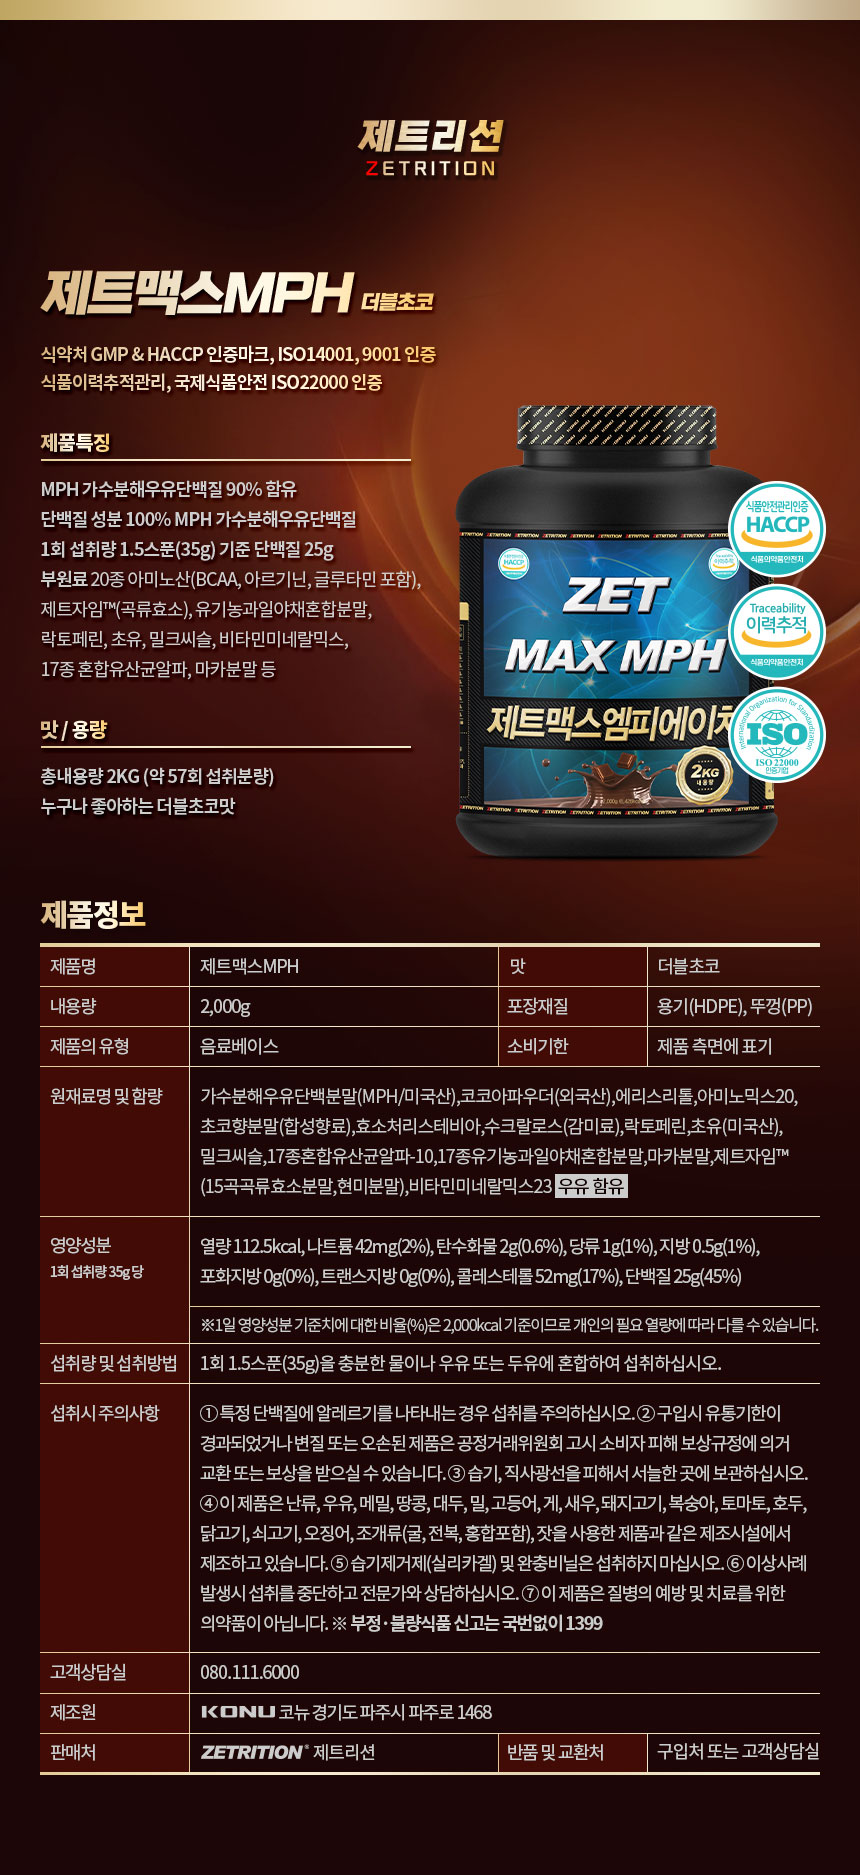 제트리션
ZETRITION
제트맥스MPH 더블초코
식약처 GMP & HACCP 인증마크, ISO14001, 9001 인증
식품이력추적관리, 국제식품안전 ISO22000 인증
제품특징
MPH 가수분해우유단백질 90% 함유
단백질 성분 100% MPH 가수분해우유단백질
1회 섭취량 1.5스푼(35g) 기준 단백질 25g
부원료 20종 아미노산(BCAA, 아르기닌, 글루타민 포함),
제트자임™(곡류효소), 유기농과일야채혼합분말,
락토페린, 초유, 밀크씨슬, 비타민미네랄믹스,
17종 혼합유산균알파, 마카분말 등
맛 / 용량
총내용량 2KG (약 57회 섭취분량)
누구나 좋아하는 더블초코맛
HACCP
ZET
MAX MPH
제트맥스엠피에이치
2KG
내용량
식품안전관리인증
HACCP
식품의약품안전처
Traceability
이력추적
식품의약품안전처
International Organization for Standardization
ISO
ISO 22000
인증기업
제품정보
제품명 제트맥스MPH 맛 더블초코
내용량 2,000g 포장재질 용기(HDPE), 뚜껑(PP)
제품의 유형 음료베이스 소비기한 제품 측면에 표기
원재료명 및 함량 가수분해우유단백분말(MPH/미국산),코코아파우더(외국산),에리스리톨,아미노믹스20,
초코향분말(합성향료),효소처리스테비아,수크랄로스(감미료),락토페린,초유(미국산),
밀크씨슬,17종혼합유산균알파-10,17종유기농과일야채혼합분말,마카분말,제트자임™
(15곡곡류효소분말,현미분말),비타민미네랄믹스23 우유 함유
영양성분 열량 112.5kcal, 나트륨 42mg(2%), 탄수화물 2g(0.6%), 당류 1g(1%), 지방 0.5g(1%),
1회 섭취량 35g 당 포화지방 0g(0%), 트랜스지방 0g(0%), 콜레스테롤 52mg(17%), 단백질 25g(45%)
※1일 영양성분 기준치에 대한 비율(%)은 2,000kcal 기준이므로 개인의 필요 열량에 따라 다를 수 있습니다.
섭취량 및 섭취방법 1회 1.5스푼(35g)을 충분한 물이나 우유 또는 두유에 혼합하여 섭취하십시오.
섭취시 주의사항 ① 특정 단백질에 알레르기를 나타내는 경우 섭취를 주의하십시오. ② 구입시 유통기한이
경과되었거나 변질 또는 오손된 제품은 공정거래위원회 고시 소비자 피해 보상규정에 의거
교환 또는 보상을 받으실 수 있습니다. ③ 습기, 직사광선을 피해서 서늘한 곳에 보관하십시오.
④ 이 제품은 난류, 우유, 메밀, 땅콩, 대두, 밀, 고등어, 게, 새우, 돼지고기, 복숭아, 토마토, 호두,
닭고기, 쇠고기, 오징어, 조개류(굴, 전복, 홍합포함), 잣을 사용한 제품과 같은 제조시설에서
제조하고 있습니다. ⑤ 습기제거제(실리카겔) 및 완충비닐은 섭취하지 마십시오. ⑥ 이상사례
발생시 섭취를 중단하고 전문가와 상담하십시오. ⑦ 이 제품은 질병의 예방 및 치료를 위한
의약품이 아닙니다. ※ 부정·불량식품 신고는 국번없이 1399
고객상담실 080.111.6000
제조원 KONU 코뉴 경기도 파주시 파주로 1468
판매처 ZETRITION® 제트리션 반품 및 교환처 구입처 또는 고객상담실